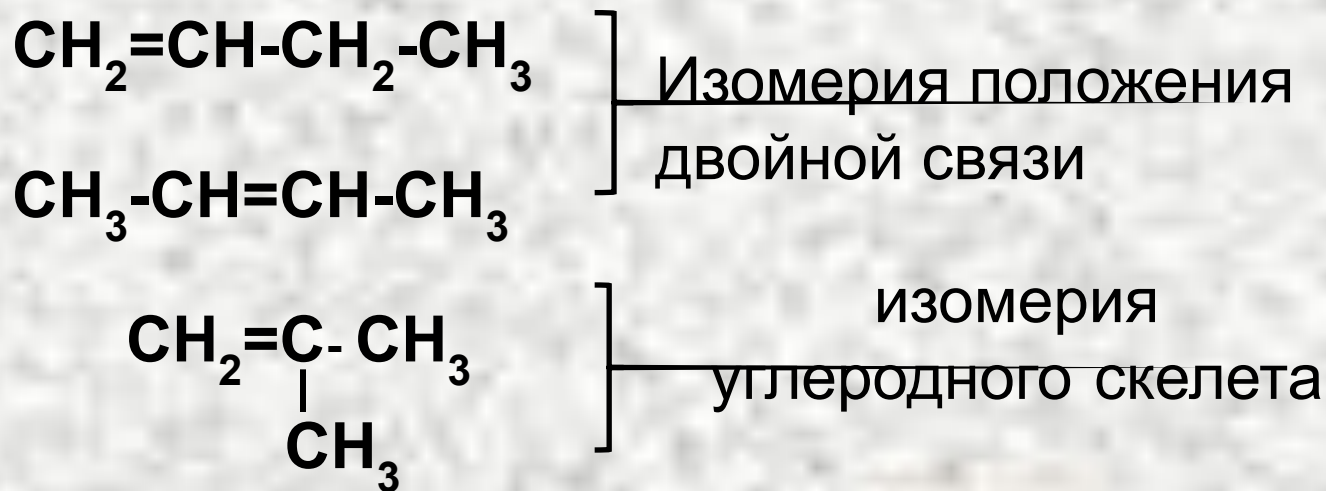 CH₂=CH-CH₂-CH₃
Изомерия положения
двойной связи
CH₃-CH=CH-CH₃
изомерия
CH₂=C- CH₃
углеродного скелета
|
CH₃